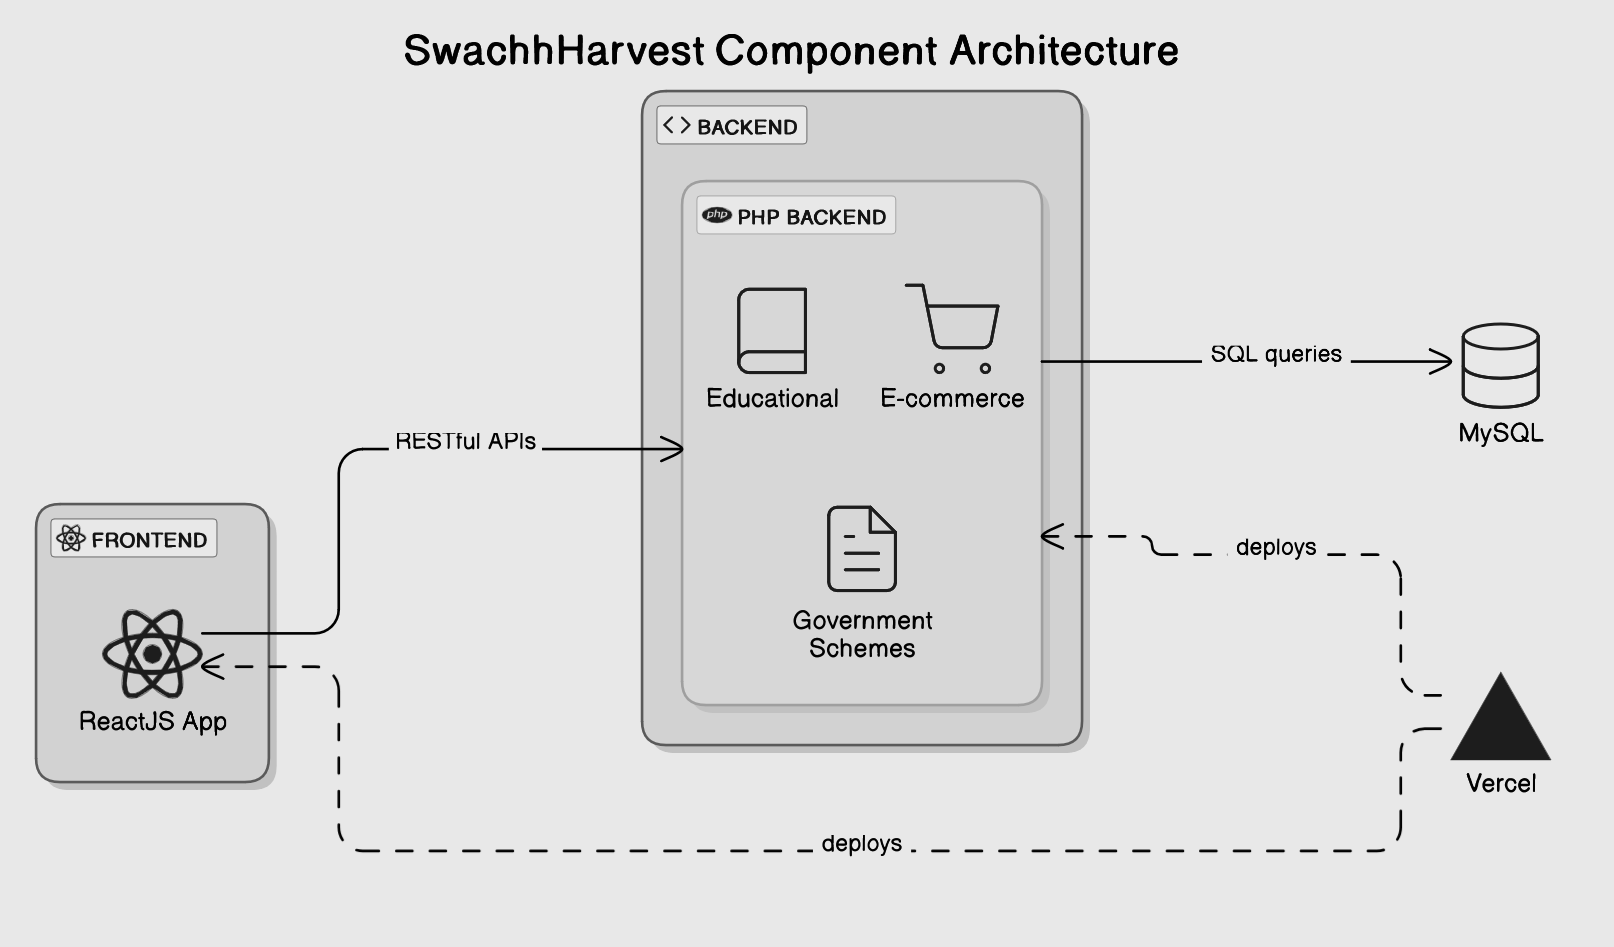 SwachhHarvest Component Architecture
BACKEND
php PHP BACKEND
Educational
E-commerce
SQL queries
MySQL
RESTful APIs
FRONTEND
deploys
Government
Schemes
ReactJS App
Vercel
deploys